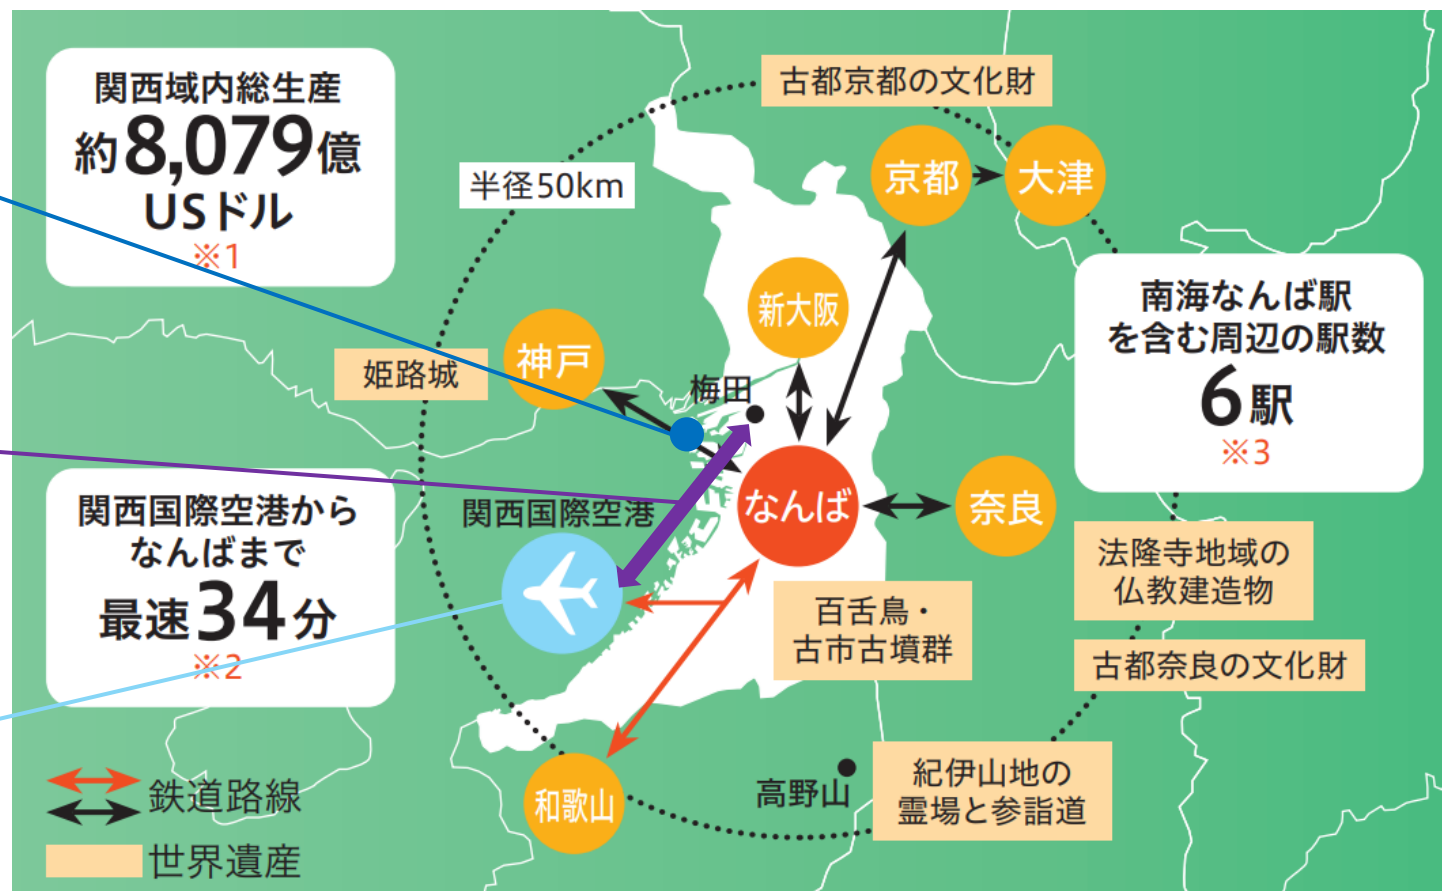 関西域内総生産
約8,079億
USドル
※1
古都京都の文化財
半径50km
京都
大津
新大阪
南海なんば駅
を含む周辺の駅数
6駅
※3
神戸
姫路城
梅田
関西国際空港から
なんばまで
最速34分
※2
関西国際空港
なんば
奈良
法隆寺地域の
仏教建造物
百舌鳥・
古市古墳群
古都奈良の文化財
和歌山
高野山
紀伊山地の
霊場と参詣道
鉄道路線
世界遺産